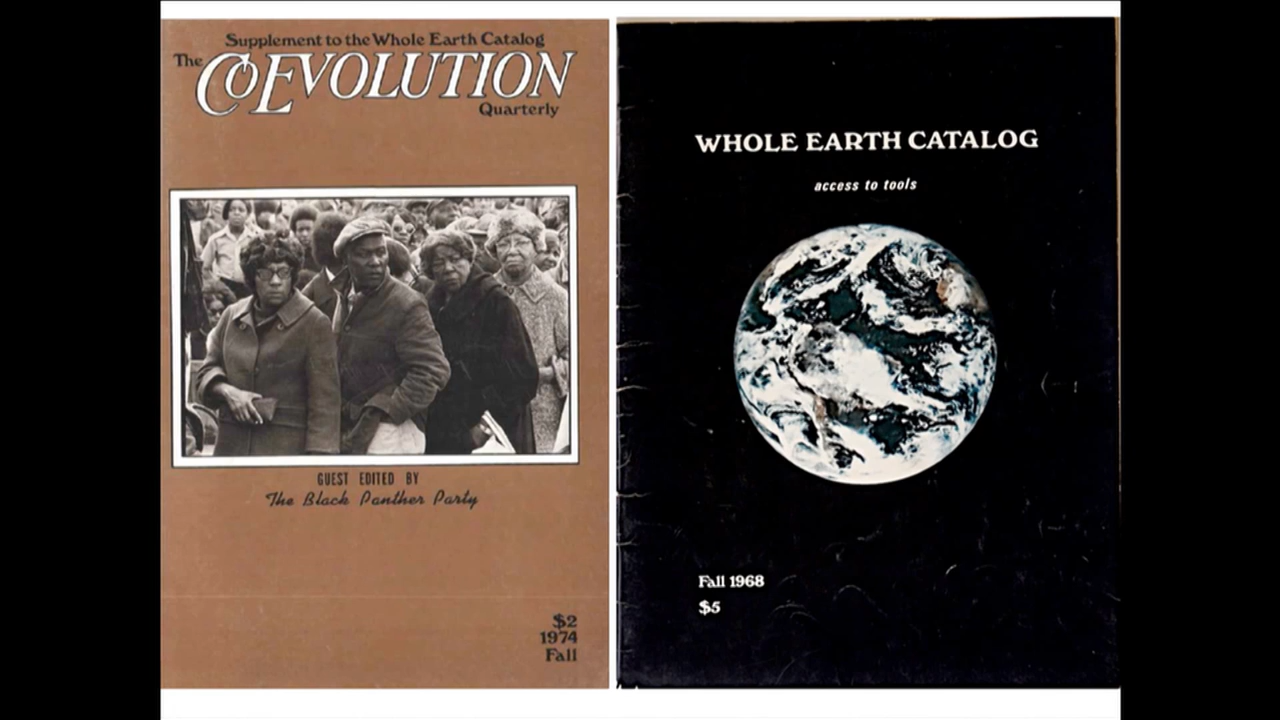 Supplement to the Whole Earth Catalog
The CoEVOLUTION
Quarterly
GUEST EDITED BY
The Black Panther Party
$2
1974
Fall
WHOLE EARTH CATALOG
access to tools
Fall 1968
$5